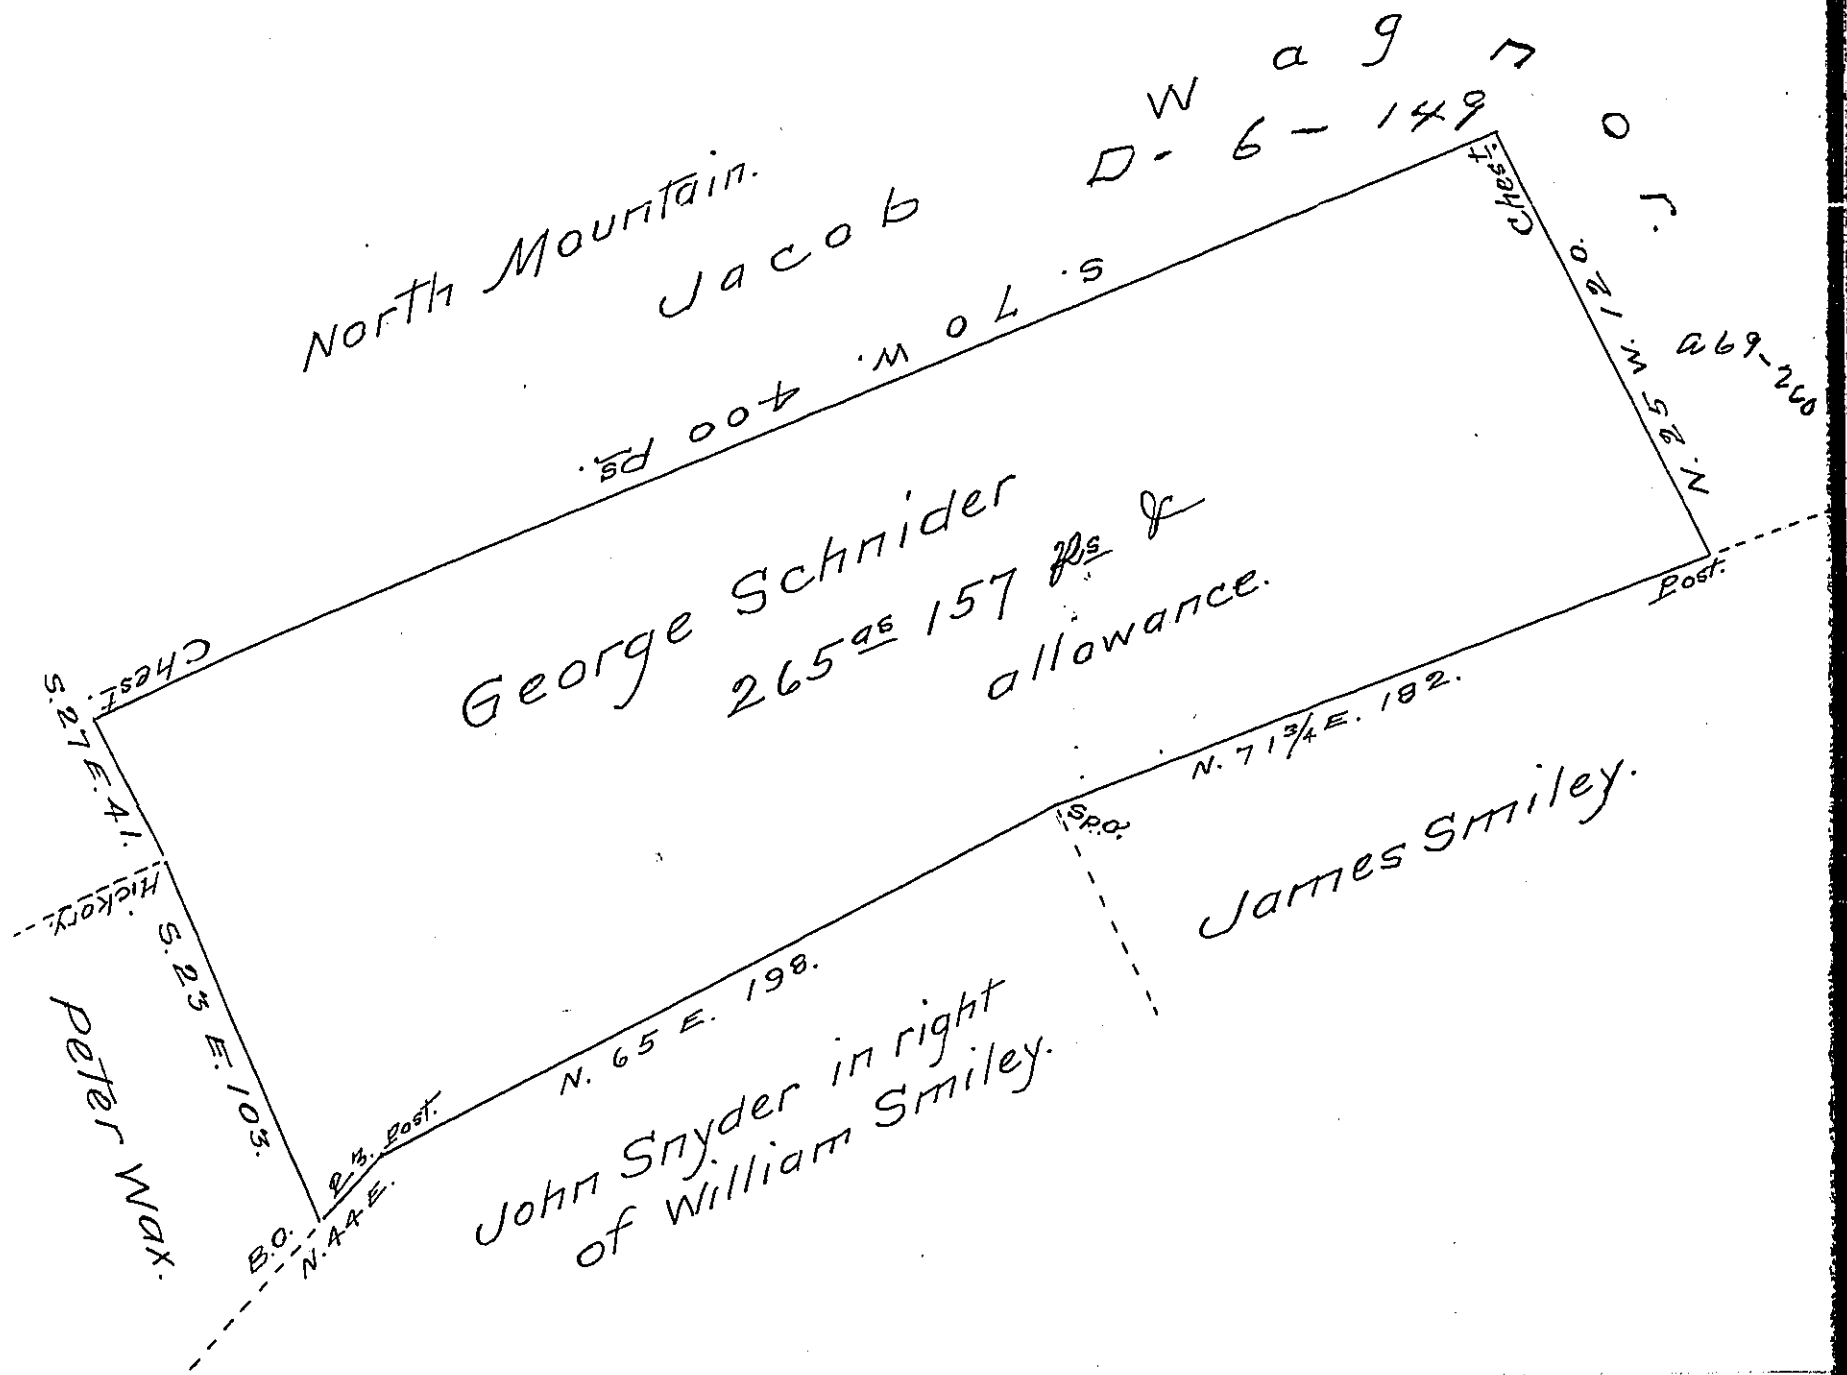 North Mountain.
Jacob Wagnor.
D-6-149
a69-260
S. 70 W. 400 ps.
Chest.
N. 25 W. 120.
Chest.
S. 27 E. 41.
Hickory.
S. 23 E. 103.
Peter Wax.
George Schnider
265 as 157 ps &
allowance.
Post.
N. 71 3/4 E. 182.
Sp.O.
James Smiley.
N. 65 E. 198.
Post.
B.O.
N. 44 E.
John Snyder in right
of William Smiley.